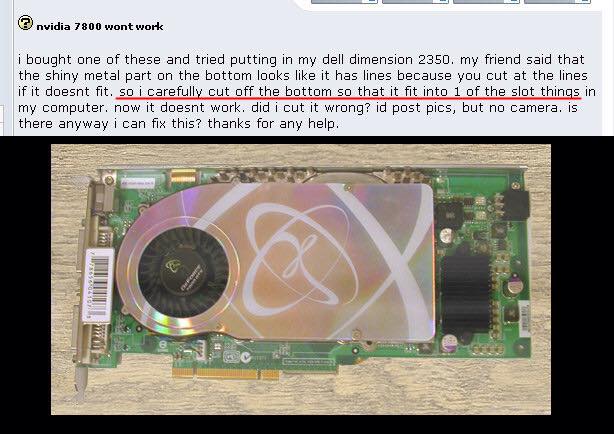 nvidia 7800 wont work
i bought one of these and tried putting in my dell dimension 2350. my friend said that
the shiny metal part on the bottom looks like it has lines because you cut at the lines
if it doesnt fit. so i carefully cut off the bottom so that it fit into 1 of the slot things in
my computer. now it doesnt work. did i cut it wrong? id post pics, but no camera. is
there anyway i can fix this? thanks for any help.